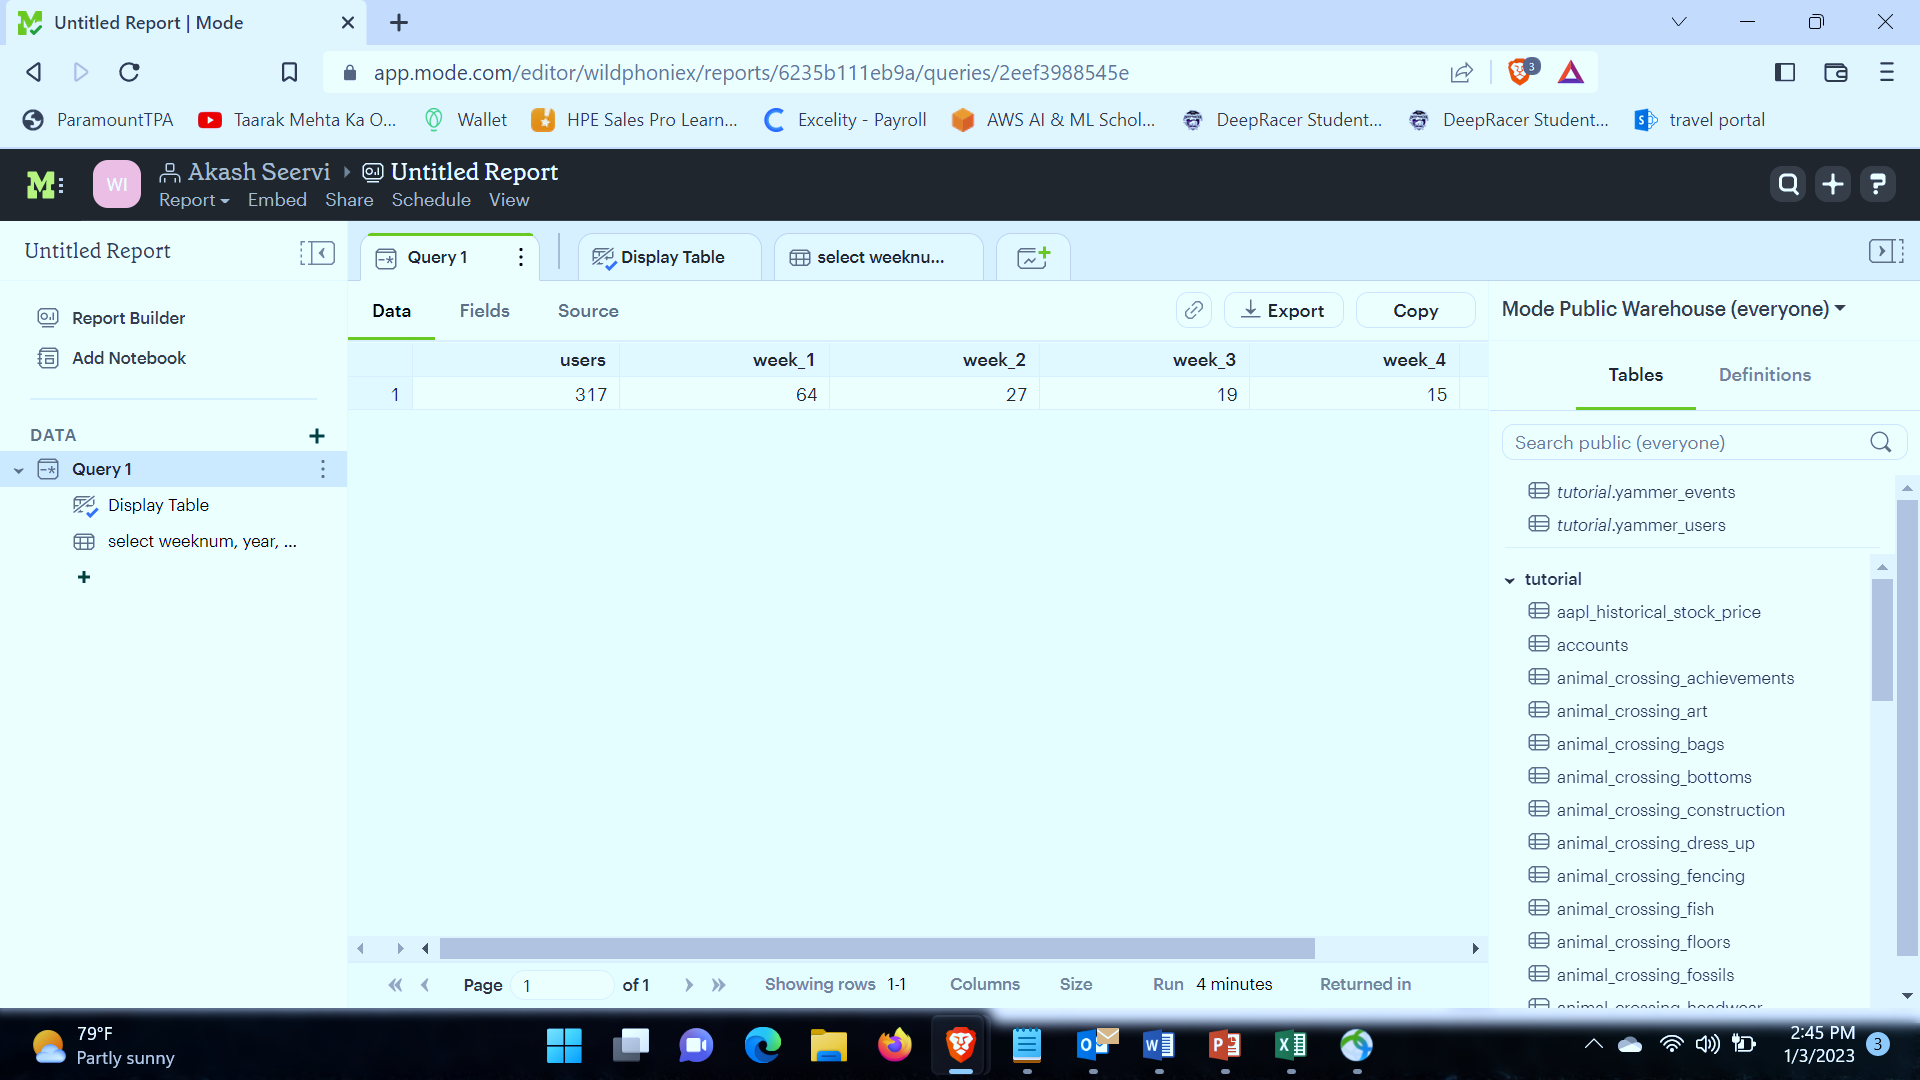 Untitled Report | Mode
app.mode.com/editor/wildphoniex/reports/6235b111eb9a/queries/2eef3988545e
3
ParamountTPA
Taarak Mehta Ka O...
Wallet
HPE Sales Pro Learn...
Excelity - Payroll
AWS AI & ML Schol...
DeepRacer Student...
DeepRacer Student...
travel portal
WI
Akash Seervi
Untitled Report
Report Embed Share Schedule View
Untitled Report
Report Builder
Add Notebook
DATA
Query 1
Display Table
select weeknum, year, ...
Query 1
Display Table
select weeknu...
Data Fields Source
Export
Copy
users week_1 week_2 week_3 week_4
1 317 64 27 19 15
Page 1 of 1
Showing rows 1-1
Columns
Size
Run 4 minutes
Returned in
Mode Public Warehouse (everyone)
Tables Definitions
Search public (everyone)
tutorial.yammer_events
tutorial.yammer_users
tutorial
aapl_historical_stock_price
accounts
animal_crossing_achievements
animal_crossing_art
animal_crossing_bags
animal_crossing_bottoms
animal_crossing_construction
animal_crossing_dress_up
animal_crossing_fencing
animal_crossing_fish
animal_crossing_floors
animal_crossing_fossils
animal_crossing_headwear
79°F
Partly sunny
2:45 PM
1/3/2023
3